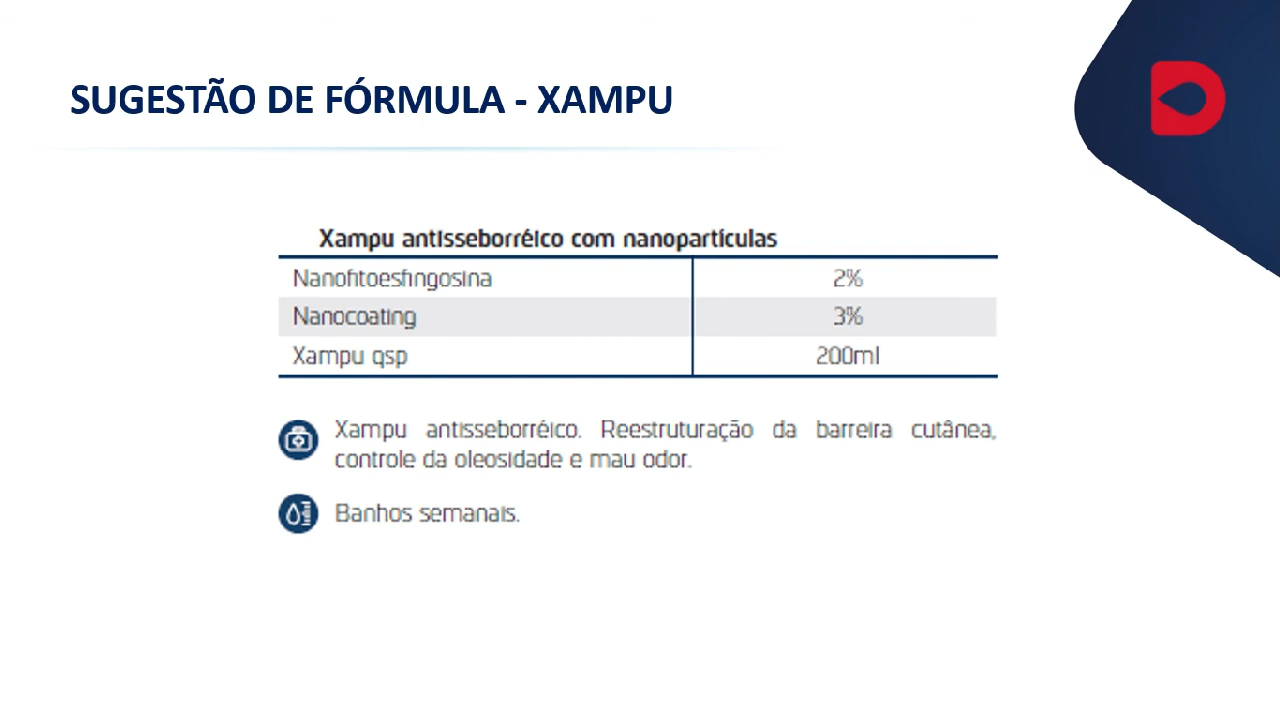 SUGESTÃO DE FÓRMULA - XAMPU
Xampu antisseborréico com nanopartículas
Nanofitoesfingosina 2%
Nanocoating 3%
Xampu qsp 200ml
Xampu antisseborréico. Reestruturação da barreira cutânea,
controle da oleosidade e mau odor.
Banhos semanais.